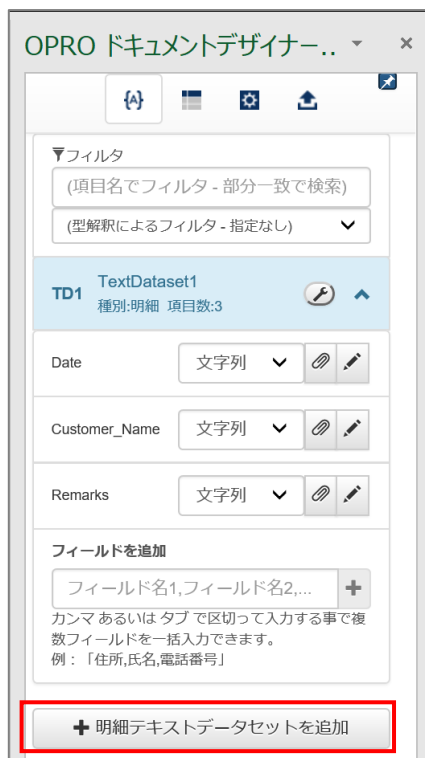 OPRO ドキュメントデザイナー..
{A}
フィルタ
(項目名でフィルタ - 部分一致で検索)
(型解釈によるフィルタ - 指定なし)
TD1 TextDataset1
種別:明細 項目数:3
Date 文字列
Customer_Name 文字列
Remarks 文字列
フィールドを追加
フィールド名1,フィールド名2,...
カンマ あるいは タブ で区切って入力する事で複
数フィールドを一括入力できます。
例：「住所,氏名,電話番号」
明細テキストデータセットを追加